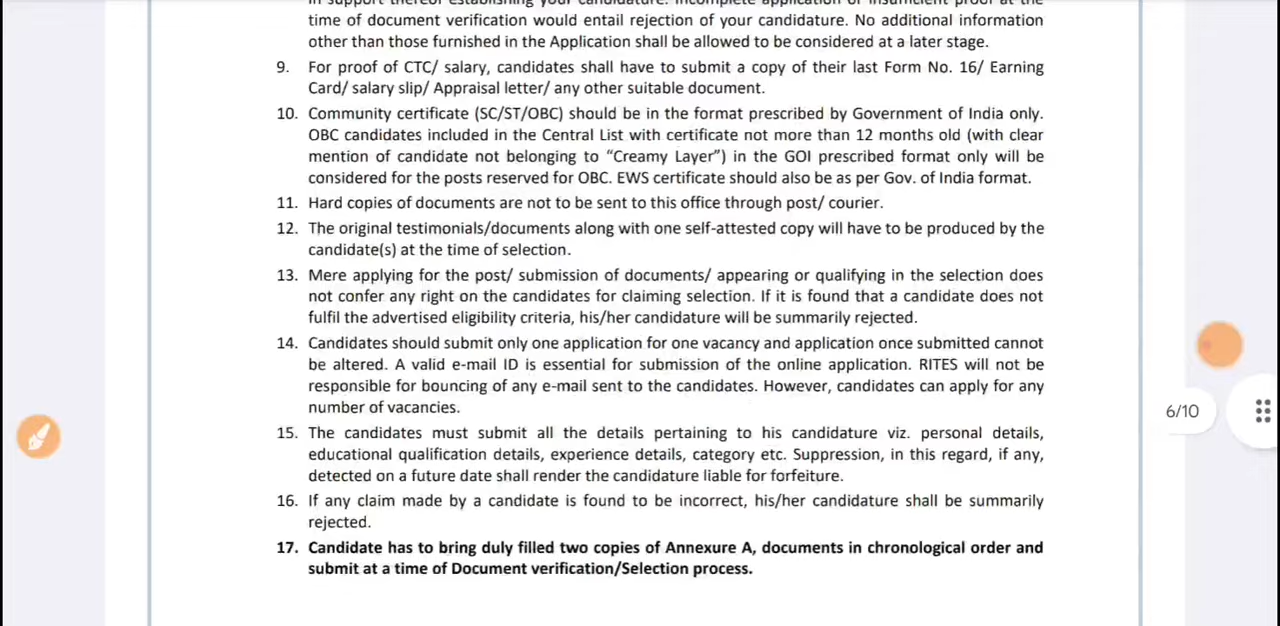 time of document verification would entail rejection of your candidature. No additional information
other than those furnished in the Application shall be allowed to be considered at a later stage.
9. For proof of CTC/ salary, candidates shall have to submit a copy of their last Form No. 16/ Earning
Card/ salary slip/ Appraisal letter/ any other suitable document.
10. Community certificate (SC/ST/OBC) should be in the format prescribed by Government of India only.
OBC candidates included in the Central List with certificate not more than 12 months old (with clear
mention of candidate not belonging to “Creamy Layer”) in the GOI prescribed format only will be
considered for the posts reserved for OBC. EWS certificate should also be as per Gov. of India format.
11. Hard copies of documents are not to be sent to this office through post/ courier.
12. The original testimonials/documents along with one self-attested copy will have to be produced by the
candidate(s) at the time of selection.
13. Mere applying for the post/ submission of documents/ appearing or qualifying in the selection does
not confer any right on the candidates for claiming selection. If it is found that a candidate does not
fulfil the advertised eligibility criteria, his/her candidature will be summarily rejected.
14. Candidates should submit only one application for one vacancy and application once submitted cannot
be altered. A valid e-mail ID is essential for submission of the online application. RITES will not be
responsible for bouncing of any e-mail sent to the candidates. However, candidates can apply for any
number of vacancies.
6/10
15. The candidates must submit all the details pertaining to his candidature viz. personal details,
educational qualification details, experience details, category etc. Suppression, in this regard, if any,
detected on a future date shall render the candidature liable for forfeiture.
16. If any claim made by a candidate is found to be incorrect, his/her candidature shall be summarily
rejected.
17. Candidate has to bring duly filled two copies of Annexure A, documents in chronological order and
submit at a time of Document verification/Selection process.